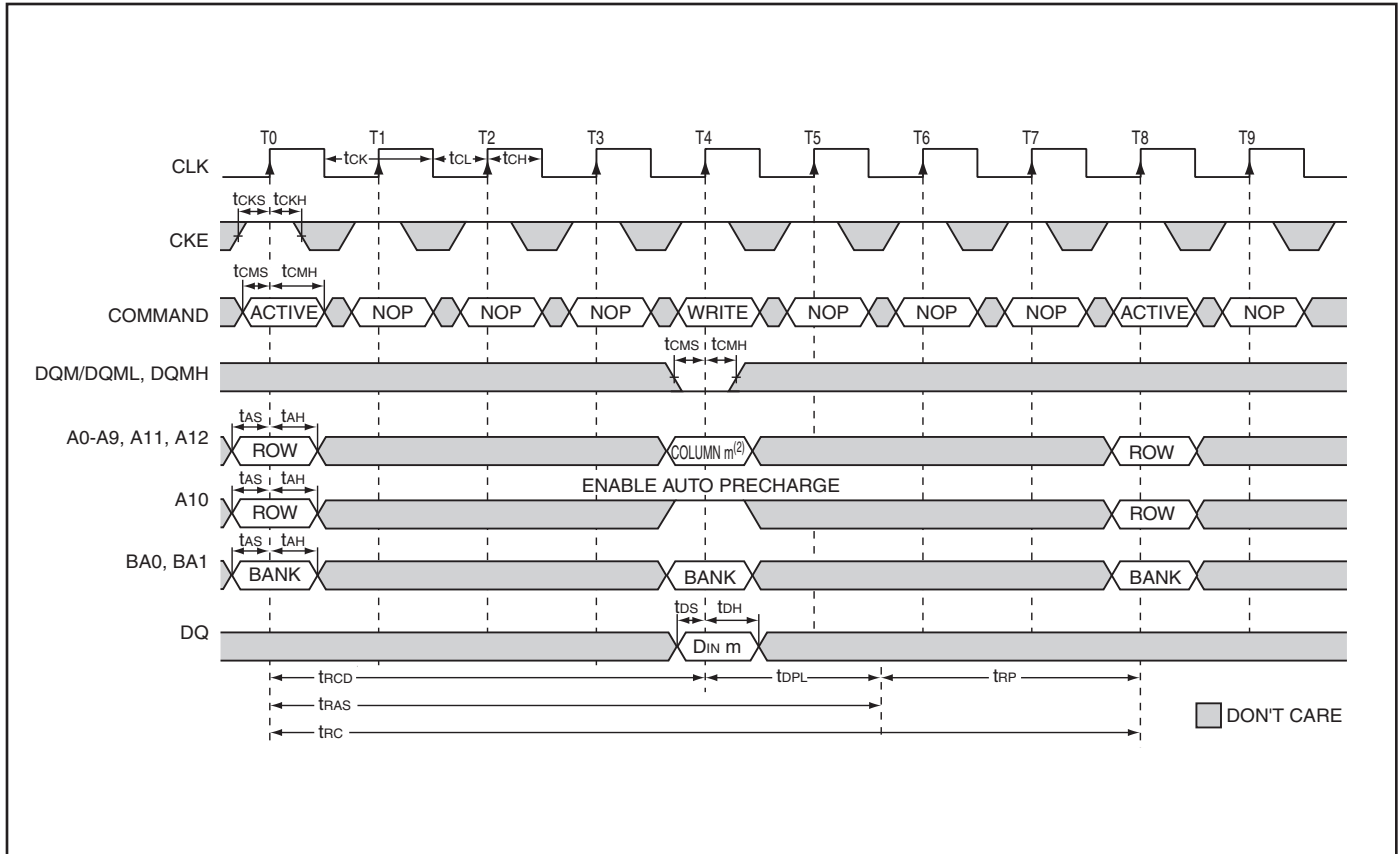 T0 T1 T2 T3 T4 T5 T6 T7 T8 T9
CLK tCK tCL tCH
tCKS tCKH
CKE
tCMS tCMH
COMMAND ACTIVE NOP NOP NOP WRITE NOP NOP NOP ACTIVE NOP
tCMS tCMH
DQM/DQML, DQMH
tAS tAH
A0-A9, A11, A12 ROW COLUMN m(2) ROW
tAS tAH ENABLE AUTO PRECHARGE
A10 ROW ROW
tAS tAH
BA0, BA1 BANK BANK BANK
tDS tDH
DQ DIN m
tRCD tDPL tRP
tRAS
DON'T CARE
tRC